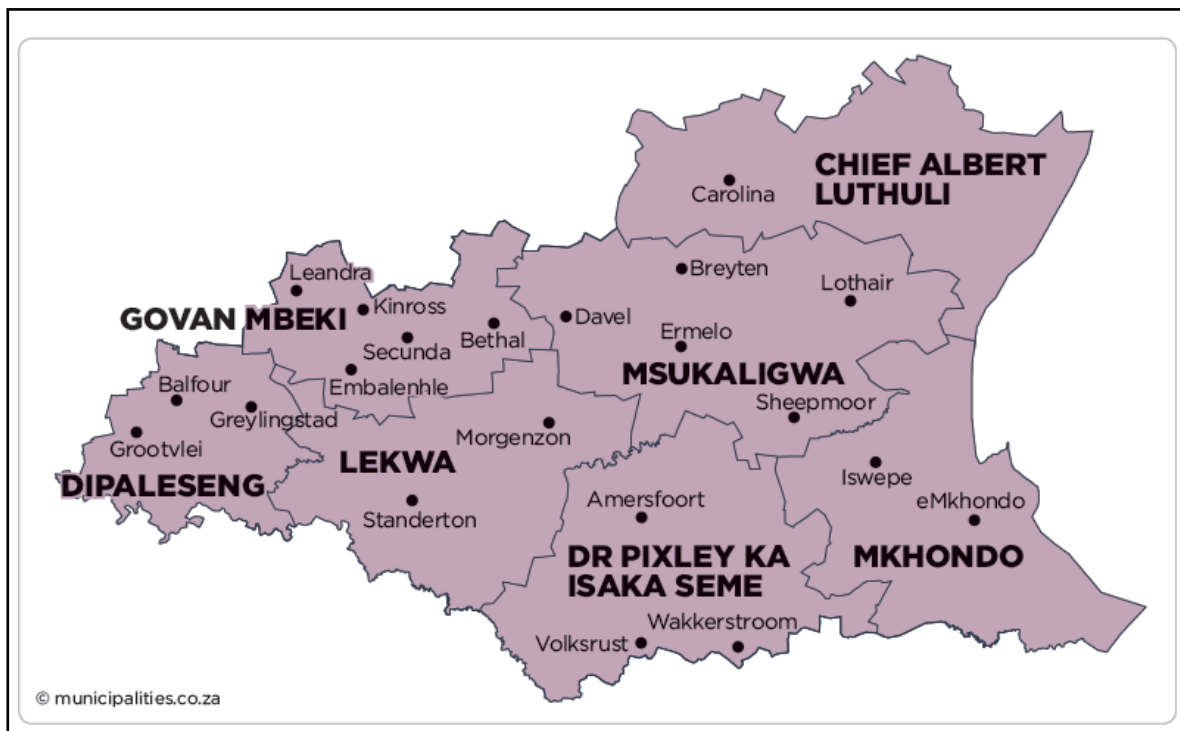 CHIEF ALBERT
LUTHULI
Carolina
Breyten
Leandra
Lothair
Kinross
GOVAN MBEKI
Davel
Ermelo
Bethal
Secunda
MSUKALIGWA
Embalenhle
Balfour
Sheepmoor
Greylingstad
Morgenzon
Grootvlei
LEKWA
Iswepe
DIPALESENG
Amersfoort
eMkhondo
Standerton
DR PIXLEY KA
ISAKA SEME
MKHONDO
Wakkerstroom
Volksrust
© municipalities.co.za